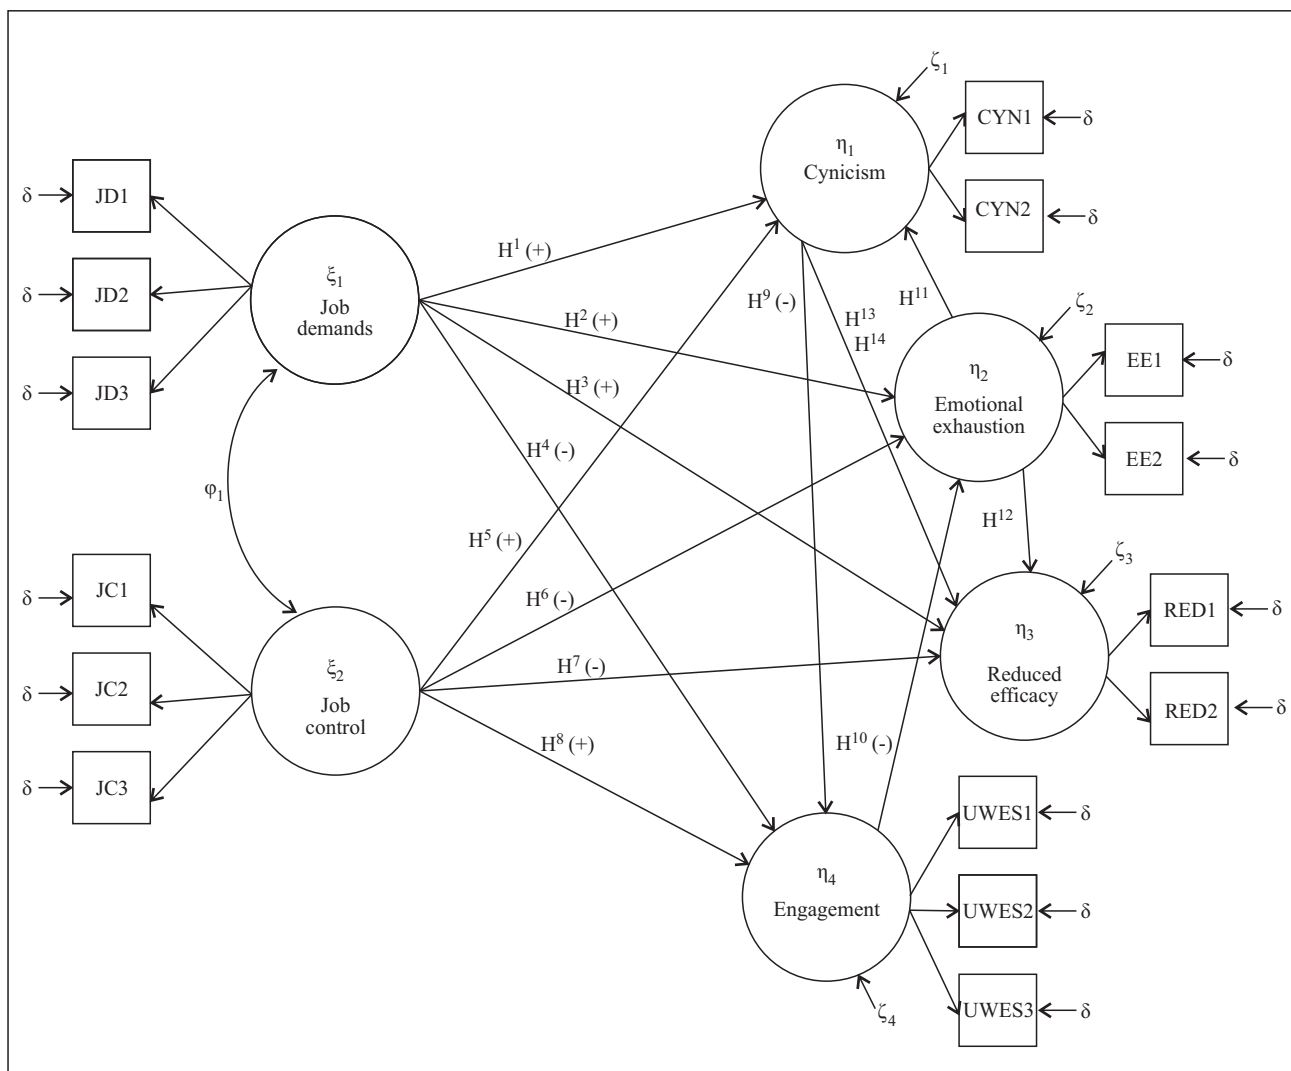 ζ1
CYN1
δ
η1
Cynicism
CYN2
δ
δ
JD1
δ
JD2
δ
JD3
ξ1
Job
demands
H1 (+)
H2 (+)
H3 (+)
H4 (-)
H9 (-)
H13
H14
H11
ζ2
η2
Emotional
exhaustion
EE1
δ
EE2
δ
φ1
H5 (+)
H6 (-)
H7 (-)
H8 (+)
H12
H10 (-)
δ
JC1
δ
JC2
δ
JC3
ξ2
Job
control
ζ3
η3
Reduced
efficacy
RED1
δ
RED2
δ
η4
Engagement
UWES1
δ
UWES2
δ
UWES3
δ
ζ4